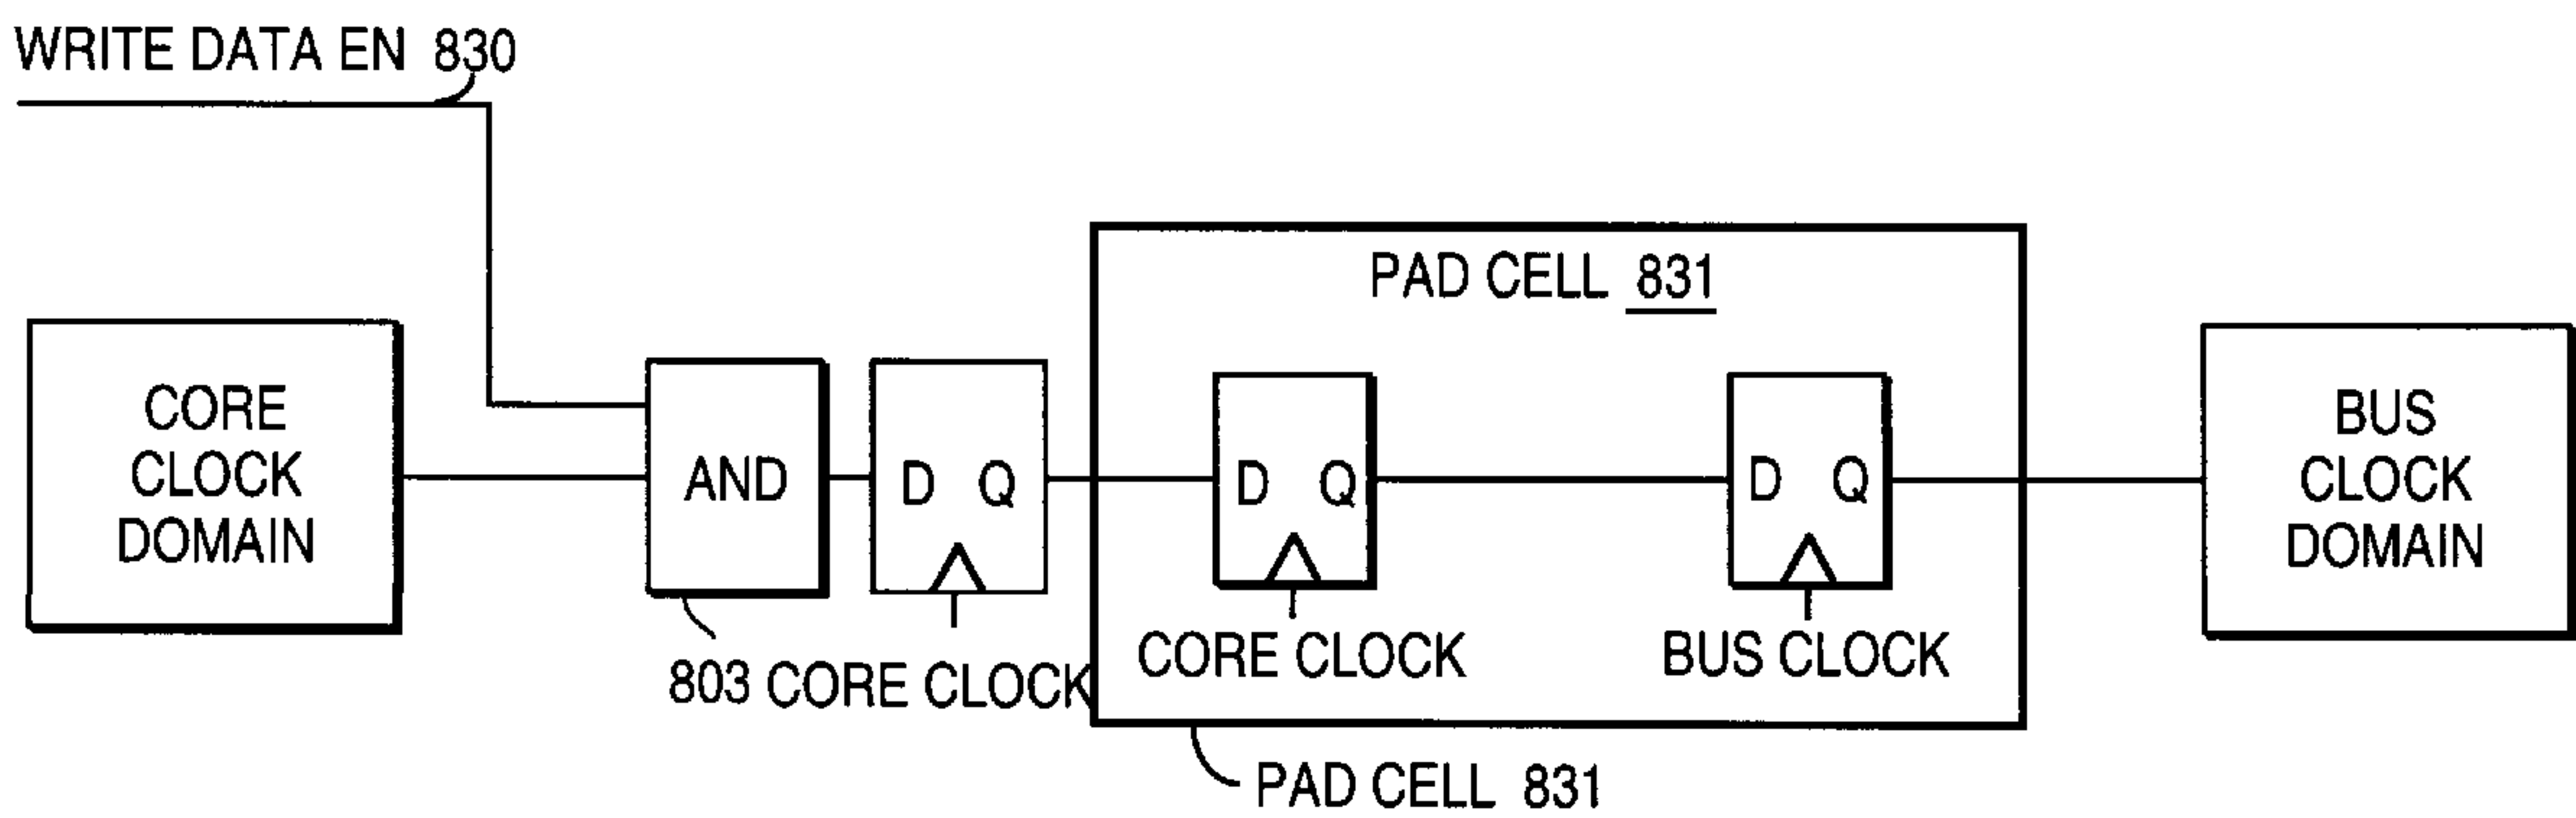 WRITE DATA EN 830
PAD CELL 831
CORE
CLOCK
DOMAIN
AND
D Q
D Q
D Q
BUS
CLOCK
DOMAIN
803
CORE CLOCK
CORE CLOCK
BUS CLOCK
PAD CELL 831